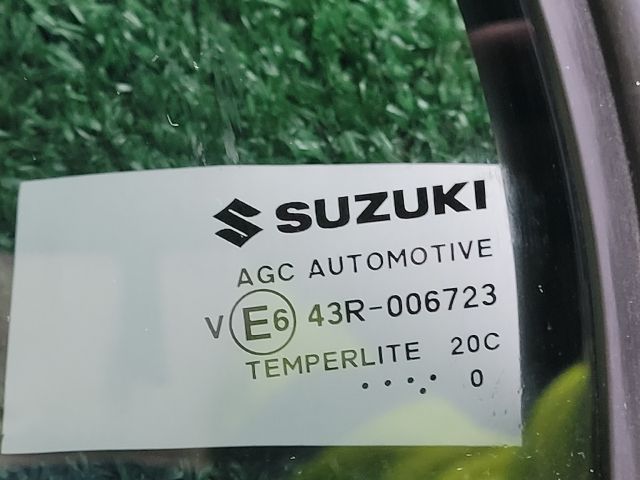 SUZUKI
AGC AUTOMOTIVE
V E6 43R-006723
TEMPERLITE 20C
..... 0